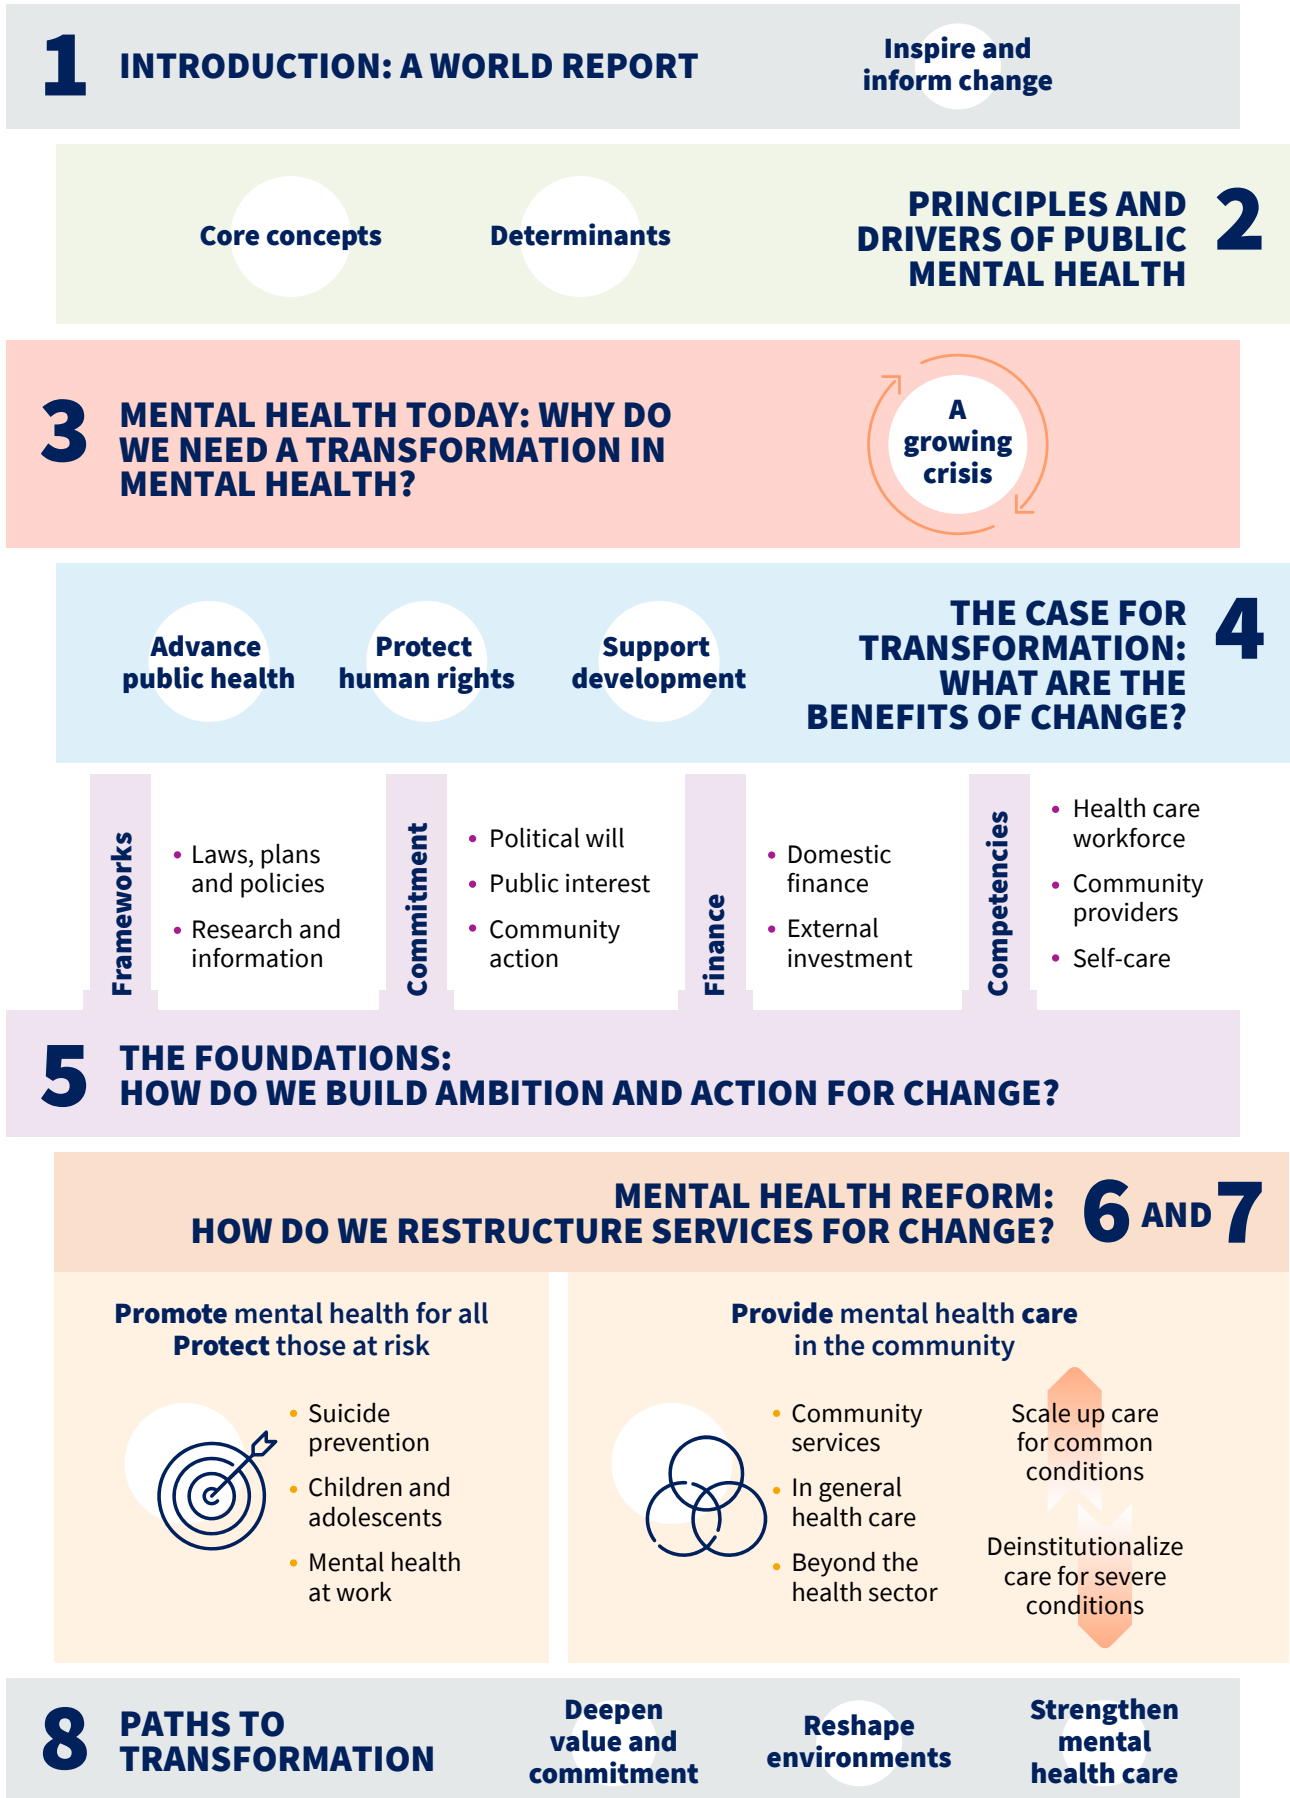 1
INTRODUCTION: A WORLD REPORT
Inspire and
inform change
Core concepts
Determinants
PRINCIPLES AND
DRIVERS OF PUBLIC
MENTAL HEALTH
2
3
MENTAL HEALTH TODAY: WHY DO
WE NEED A TRANSFORMATION IN
MENTAL HEALTH?
A
growing
crisis
Advance
public health
Protect
human rights
Support
development
THE CASE FOR
TRANSFORMATION:
WHAT ARE THE
BENEFITS OF CHANGE?
4
Frameworks
• Laws, plans
and policies
• Research and
information
Commitment
• Political will
• Public interest
• Community
action
Finance
• Domestic
finance
• External
investment
Competencies
• Health care
workforce
• Community
providers
• Self-care
5
THE FOUNDATIONS:
HOW DO WE BUILD AMBITION AND ACTION FOR CHANGE?
MENTAL HEALTH REFORM:
HOW DO WE RESTRUCTURE SERVICES FOR CHANGE?
6 AND 7
Promote mental health for all
Protect those at risk
• Suicide
prevention
• Children and
adolescents
• Mental health
at work
Provide mental health care
in the community
• Community
services
• In general
health care
• Beyond the
health sector
Scale up care
for common
conditions
Deinstitutionalize
care for severe
conditions
8
PATHS TO
TRANSFORMATION
Deepen
value and
commitment
Reshape
environments
Strengthen
mental
health care